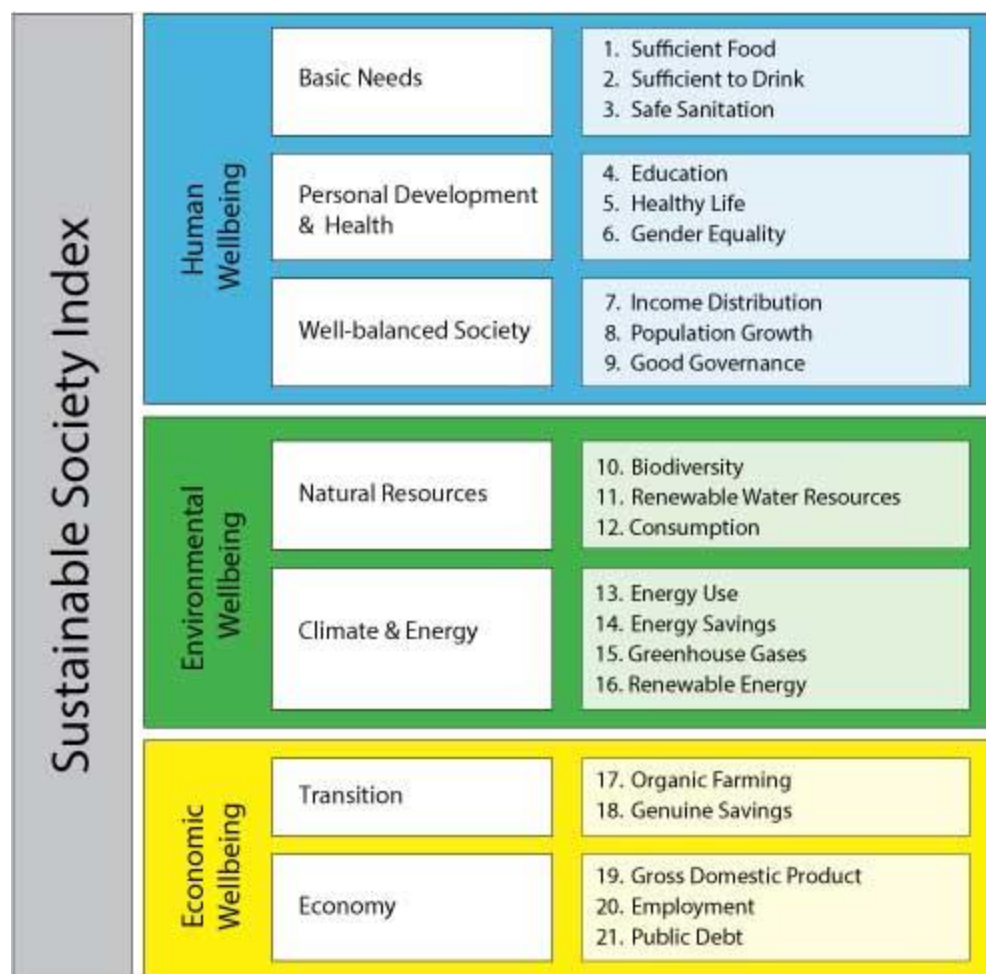 Sustainable Society Index
Human
Wellbeing
Basic Needs
1. Sufficient Food
2. Sufficient to Drink
3. Safe Sanitation
Personal Development
& Health
4. Education
5. Healthy Life
6. Gender Equality
Well-balanced Society
7. Income Distribution
8. Population Growth
9. Good Governance
Environmental
Wellbeing
Natural Resources
10. Biodiversity
11. Renewable Water Resources
12. Consumption
Climate & Energy
13. Energy Use
14. Energy Savings
15. Greenhouse Gases
16. Renewable Energy
Economic
Wellbeing
Transition
17. Organic Farming
18. Genuine Savings
Economy
19. Gross Domestic Product
20. Employment
21. Public Debt